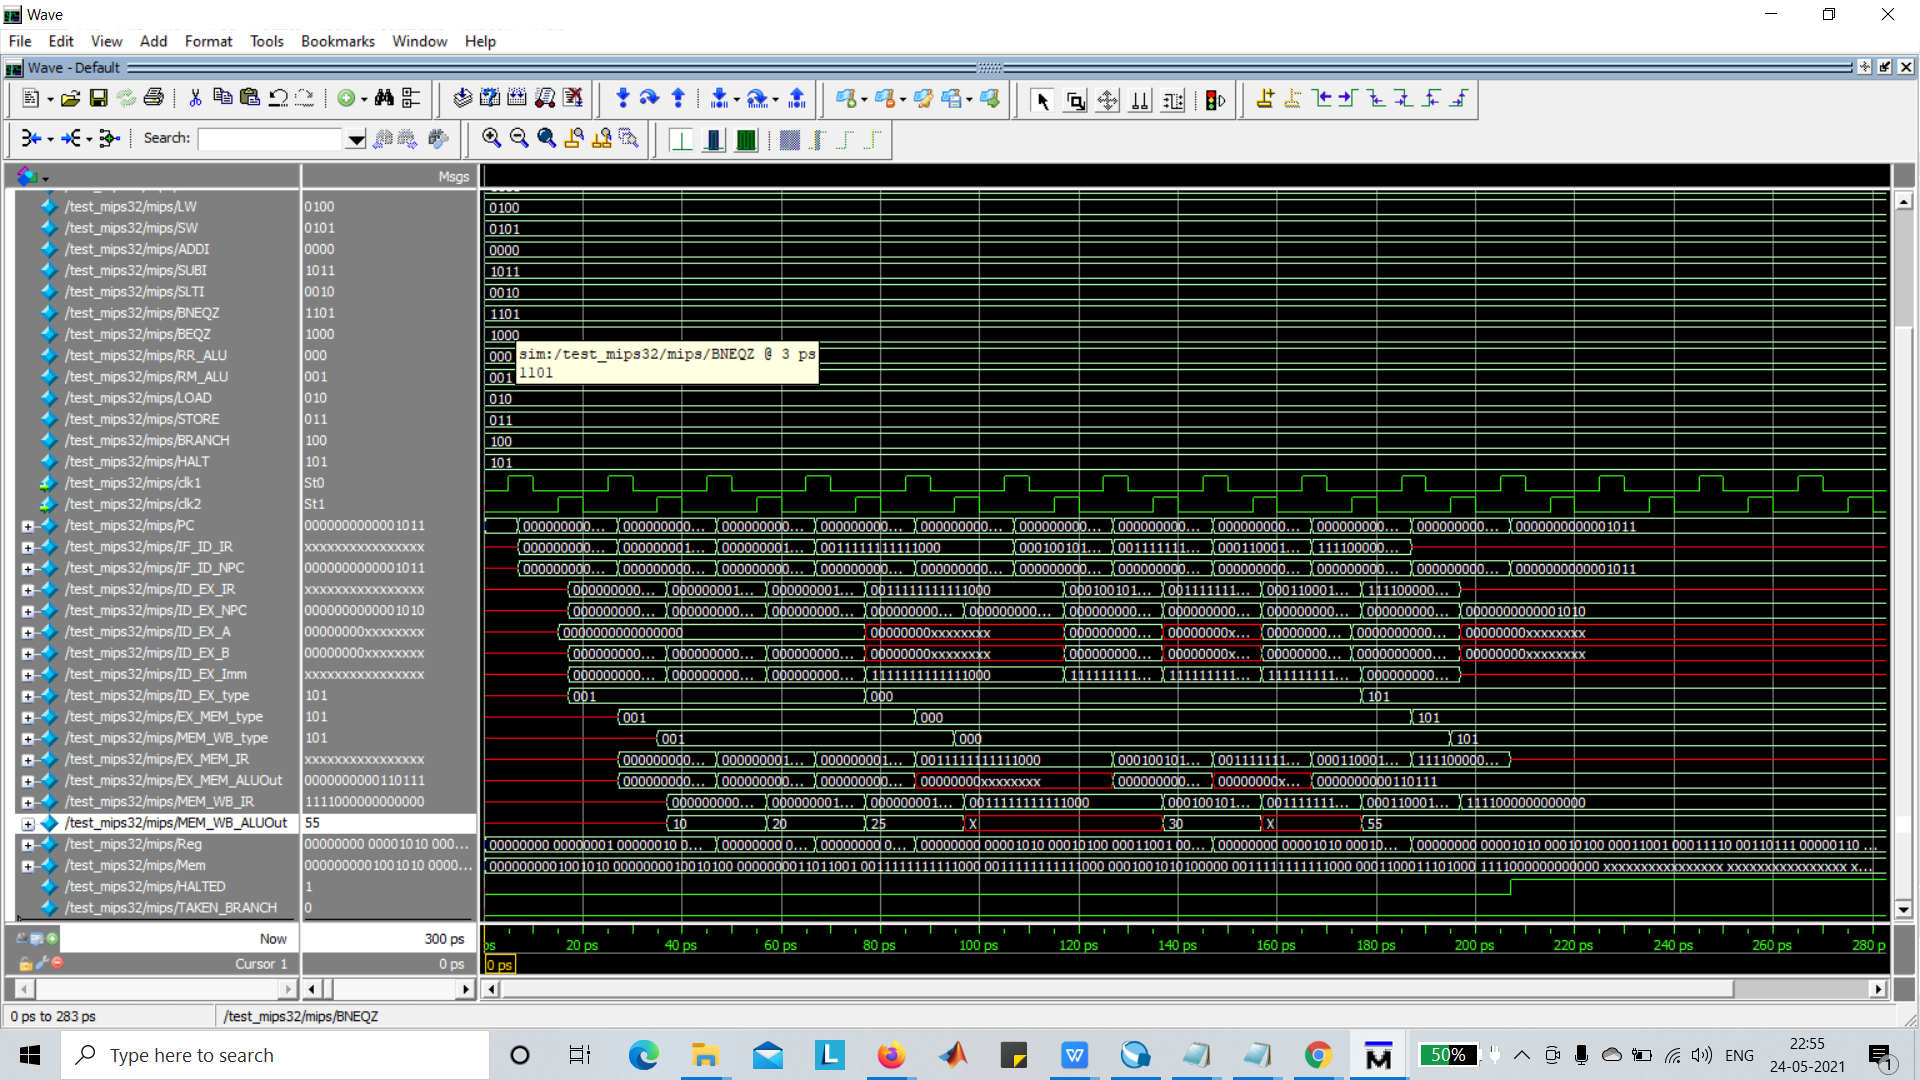 Wave
File Edit View Add Format Tools Bookmarks Window Help
Wave - Default
Search:
Msgs
/test_mips32/mips/LW 0100 0100
/test_mips32/mips/SW 0101 0101
/test_mips32/mips/ADDI 0000 0000
/test_mips32/mips/SUBI 1011 1011
/test_mips32/mips/SLTI 0010 0010
/test_mips32/mips/BNEQZ 1101 1101
/test_mips32/mips/BEQZ 1000 1000
/test_mips32/mips/RR_ALU 000 000
sim:/test_mips32/mips/BNEQZ @ 3 ps
1101
/test_mips32/mips/RM_ALU 001 001
/test_mips32/mips/LOAD 010 010
/test_mips32/mips/STORE 011 011
/test_mips32/mips/BRANCH 100 100
/test_mips32/mips/HALT 101 101
/test_mips32/mips/clk1 St0
/test_mips32/mips/clk2 St1
/test_mips32/mips/PC 0000000000001011 000000000... 000000000... 000000000... 000000000... 000000000... 000000000... 000000000... 000000000... 000000000... 000000000... 0000000000001011
/test_mips32/mips/IF_ID_IR xxxxxxxxxxxxxxxx 000000000... 000000001... 000000001... 0011111111111000 000100101... 001111111... 000110001... 111100000...
/test_mips32/mips/IF_ID_NPC 0000000000001011 000000000... 000000000... 000000000... 000000000... 000000000... 000000000... 000000000... 000000000... 000000000... 000000000... 0000000000001011
/test_mips32/mips/ID_EX_IR xxxxxxxxxxxxxxxx 000000000... 000000001... 000000001... 0011111111111000 000100101... 001111111... 000110001... 111100000...
/test_mips32/mips/ID_EX_NPC 0000000000001010 000000000... 000000000... 000000000... 000000000... 000000000... 000000000... 000000000... 000000000... 000000000... 0000000000001010
/test_mips32/mips/ID_EX_A 00000000xxxxxxxx 0000000000000000 00000000xxxxxxxx 000000000... 00000000x... 000000000... 000000000... 00000000xxxxxxxx
/test_mips32/mips/ID_EX_B 00000000xxxxxxxx 000000000... 000000000... 000000000... 00000000xxxxxxxx 000000000... 00000000x... 000000000... 000000000... 00000000xxxxxxxx
/test_mips32/mips/ID_EX_Imm xxxxxxxxxxxxxxxx 000000000... 000000000... 000000000... 1111111111111000 111111111... 111111111... 111111111... 000000000...
/test_mips32/mips/ID_EX_type 101 001 000 101
/test_mips32/mips/EX_MEM_type 101 001 000 101
/test_mips32/mips/MEM_WB_type 101 001 000 101
/test_mips32/mips/EX_MEM_IR xxxxxxxxxxxxxxxx 000000000... 000000001... 000000001... 0011111111111000 000100101... 001111111... 000110001... 111100000...
/test_mips32/mips/EX_MEM_ALUOut 0000000000110111 000000000... 000000000... 000000000... 00000000xxxxxxxx 000000000... 00000000x... 0000000000110111
/test_mips32/mips/MEM_WB_IR 1111000000000000 000000000... 000000001... 000000001... 0011111111111000 000100101... 001111111... 000110001... 1111000000000000
/test_mips32/mips/MEM_WB_ALUOut 55 10 20 25 X 30 X 55
/test_mips32/mips/Reg 00000000 00001010 000... 00000000 00000001 00000010 0... 00000000 0... 00000000 0... 00000000 00001010 00010100 00011001 00... 00000000 00001010 00010... 00000000 00001010 00010100 00011001 00011110 00110111 00000110 ...
/test_mips32/mips/Mem 0000000001001010 0000... 0000000001001010 0000000010010100 0000000011011001 0011111111111000 0011111111111000 0001001010100000 0011111111111000 0001100011101000 1111000000000000 xxxxxxxxxxxxxxxx xxxxxxxxxxxxxxxx x...
/test_mips32/mips/HALTED 1
/test_mips32/mips/TAKEN_BRANCH 0
Now 300 ps ps 20 ps 40 ps 60 ps 80 ps 100 ps 120 ps 140 ps 160 ps 180 ps 200 ps 220 ps 240 ps 260 ps 280 p
Cursor 1 0 ps 0 ps
0 ps to 283 ps /test_mips32/mips/BNEQZ
Type here to search
50% ENG 22:55
24-05-2021
1